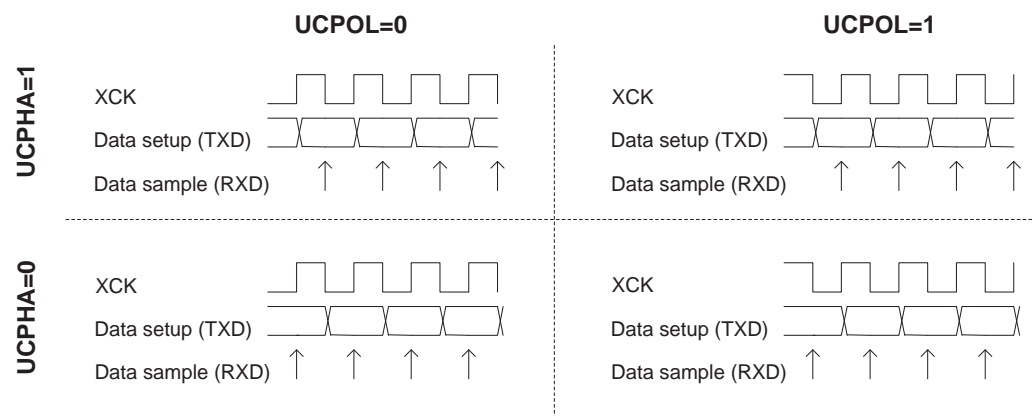 UCPOL=0 UCPOL=1
UCPHA=1
XCK XCK
Data setup (TXD) Data setup (TXD)
Data sample (RXD) Data sample (RXD)
UCPHA=0
XCK XCK
Data setup (TXD) Data setup (TXD)
Data sample (RXD) Data sample (RXD)